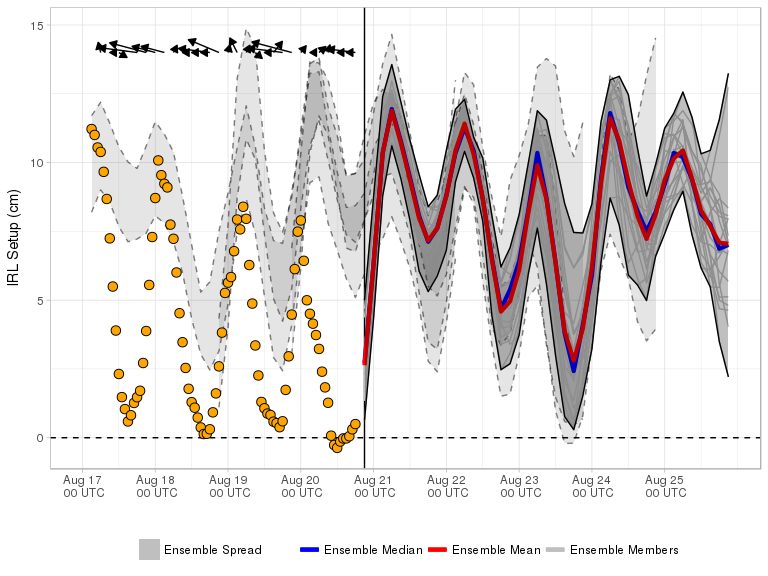 IRL Setup (cm)
15
10
5
0
Aug 17 Aug 18 Aug 19 Aug 20 Aug 21 Aug 22 Aug 23 Aug 24 Aug 25
00 UTC 00 UTC 00 UTC 00 UTC 00 UTC 00 UTC 00 UTC 00 UTC 00 UTC
Ensemble Spread Ensemble Median Ensemble Mean Ensemble Members